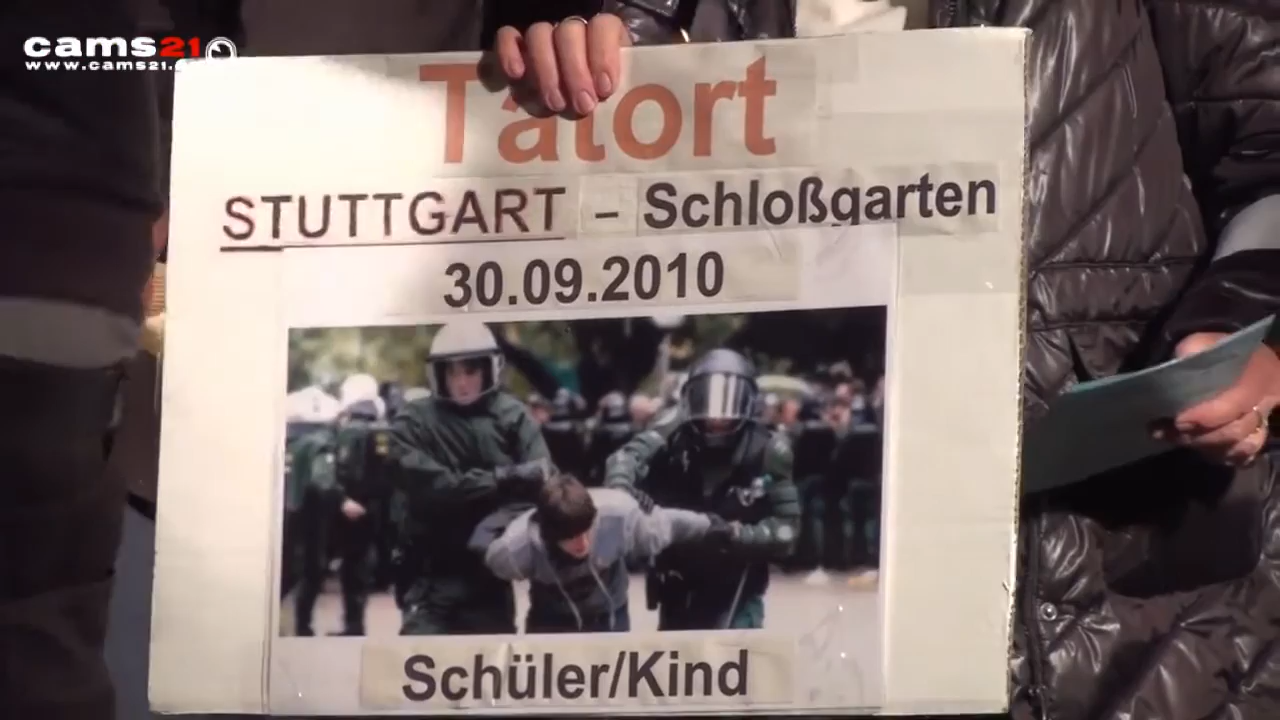 cams21
www.cams21.
Tatort
STUTTGART – Schloßgarten
30.09.2010
Schüler/Kind